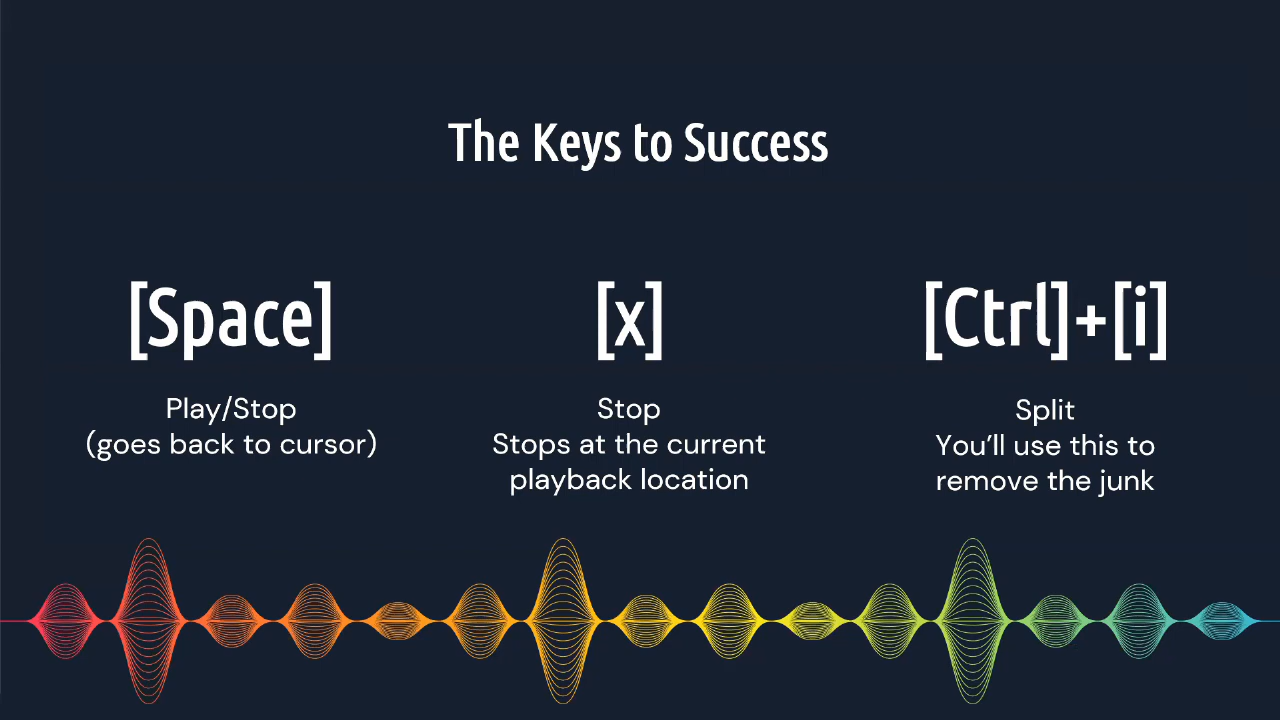 The Keys to Success
[Space]
Play/Stop
(goes back to cursor)
[x]
Stop
Stops at the current
playback location
[Ctrl]+[i]
Split
You’ll use this to
remove the junk